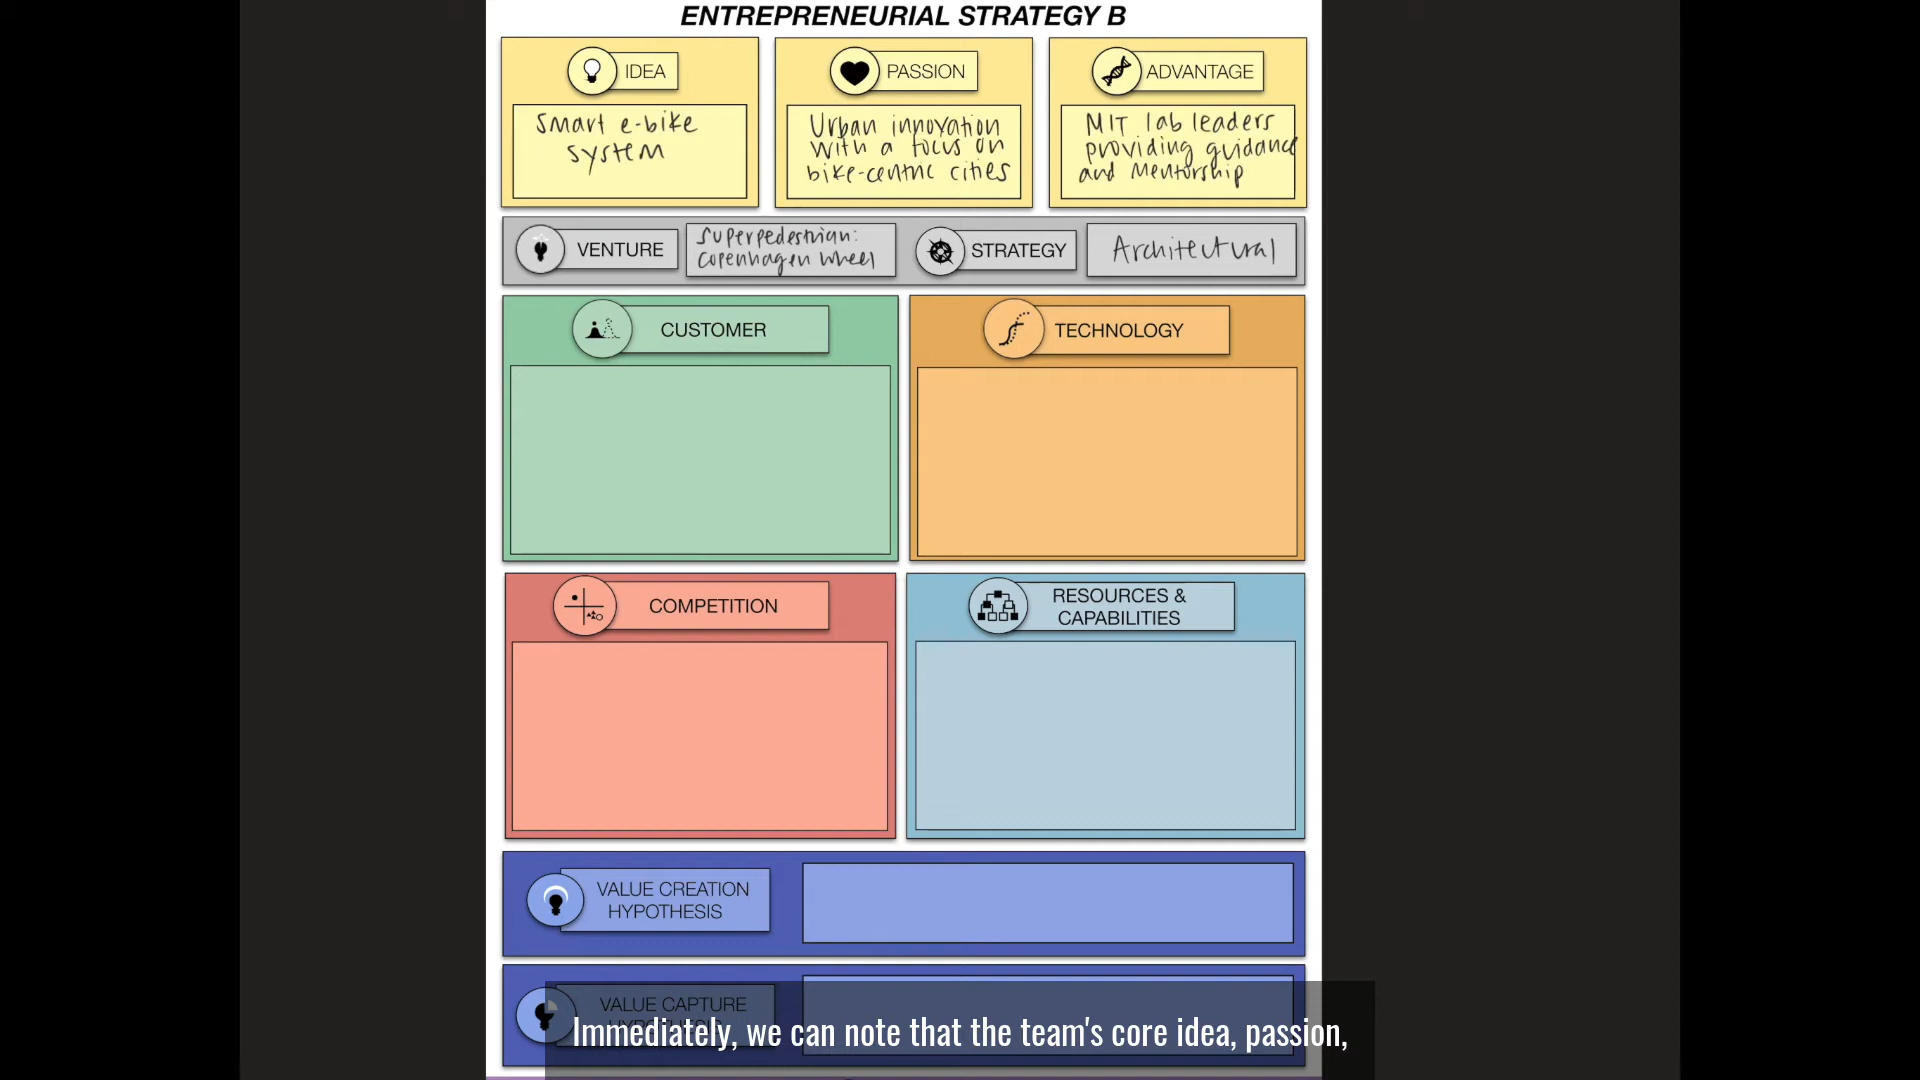 ENTREPRENEURIAL STRATEGY B
IDEA
Smart e-bike
system
PASSION
Urban innovation
with a focus on
bike-centric cities
ADVANTAGE
MIT lab leaders
providing guidance
and Mentorship
VENTURE
Superpedestrian:
Copenhagen Wheel
STRATEGY
Architectural
CUSTOMER
TECHNOLOGY
COMPETITION
RESOURCES &
CAPABILITIES
VALUE CREATION
HYPOTHESIS
VALUE CAPTURE
HYPOTHESIS
Immediately, we can note that the team's core idea, passion,